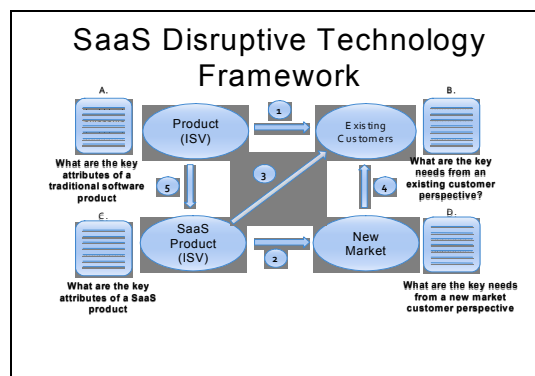 SaaS Disruptive Technology
Framework
A.
B.
1
Product
(ISV)
Existing
Customers
What are the key
attributes of a
traditional software
product
What are the key
needs from an
existing customer
perspective?
5
3
4
C.
D.
SaaS
Product
(ISV)
New
Market
2
What are the key
attributes of a SaaS
product
What are the key needs
from a new market
customer perspective